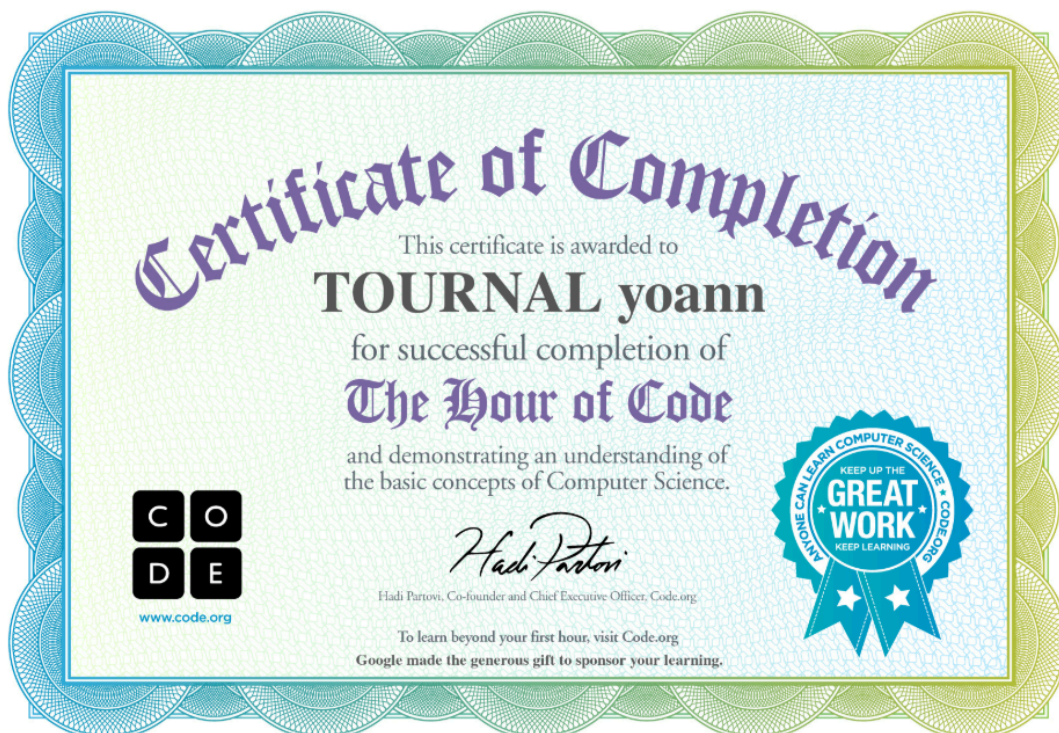 Certificate of Completion
This certificate is awarded to
TOURNAL yoann
for successful completion of
The Hour of Code
and demonstrating an understanding of
the basic concepts of Computer Science.
C O
D E
www.code.org
Hadi Partovi
Hadi Partovi, Co-founder and Chief Executive Officer, Code.org
To learn beyond your first hour, visit Code.org
Google made the generous gift to sponsor your learning.
ANYONE CAN LEARN COMPUTER SCIENCE ★ CODE.ORG ★
KEEP UP THE
GREAT
WORK
KEEP LEARNING